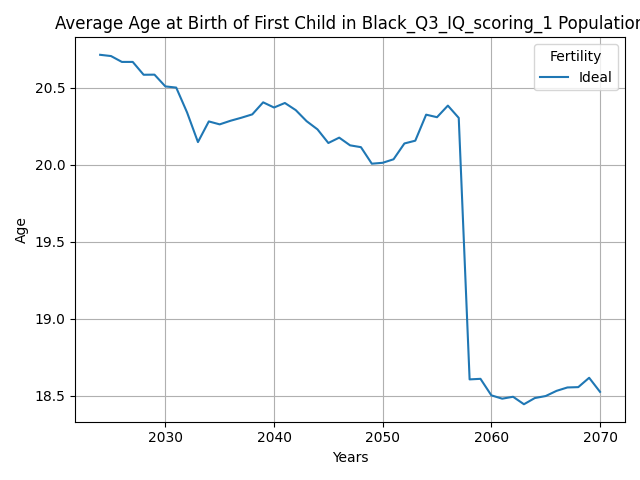 Average Age at Birth of First Child in Black_Q3_IQ_scoring_1 Population
Fertility
Ideal
20.5
20.0
19.5
19.0
18.5
Age
2030 2040 2050 2060 2070
Years